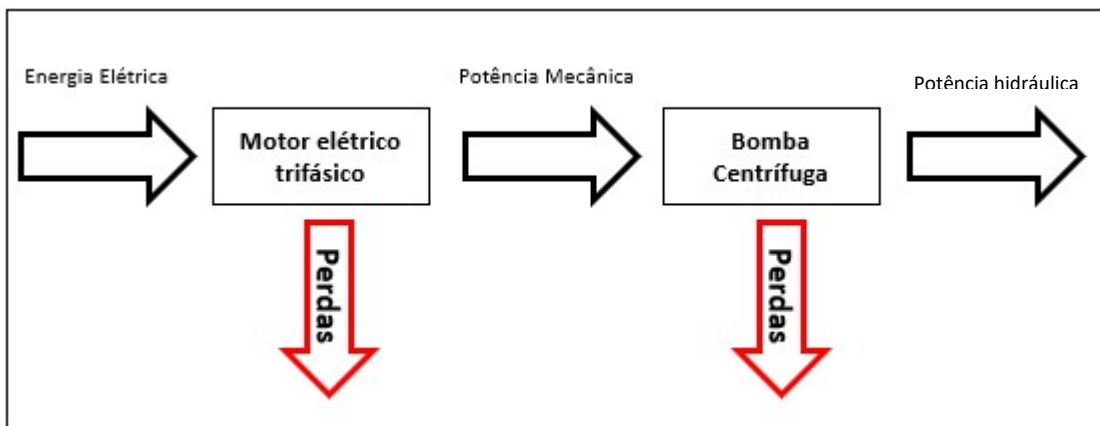 Energia Elétrica
Potência Mecânica
Potência hidráulica
Motor elétrico
trifásico
Bomba
Centrífuga
Perdas
Perdas